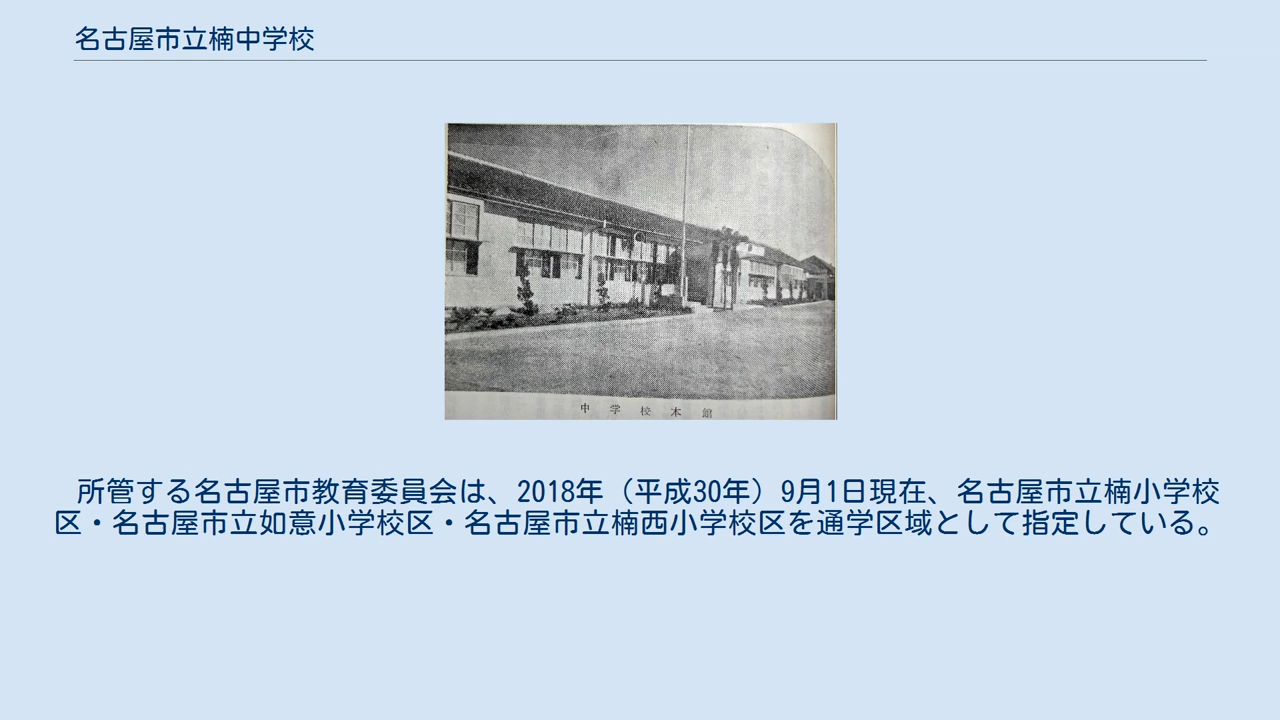 名古屋市立楠中学校
中学校本館
所管する名古屋市教育委員会は、2018年（平成30年）9月1日現在、名古屋市立楠小学校
区・名古屋市立如意小学校区・名古屋市立楠西小学校区を通学区域として指定している。